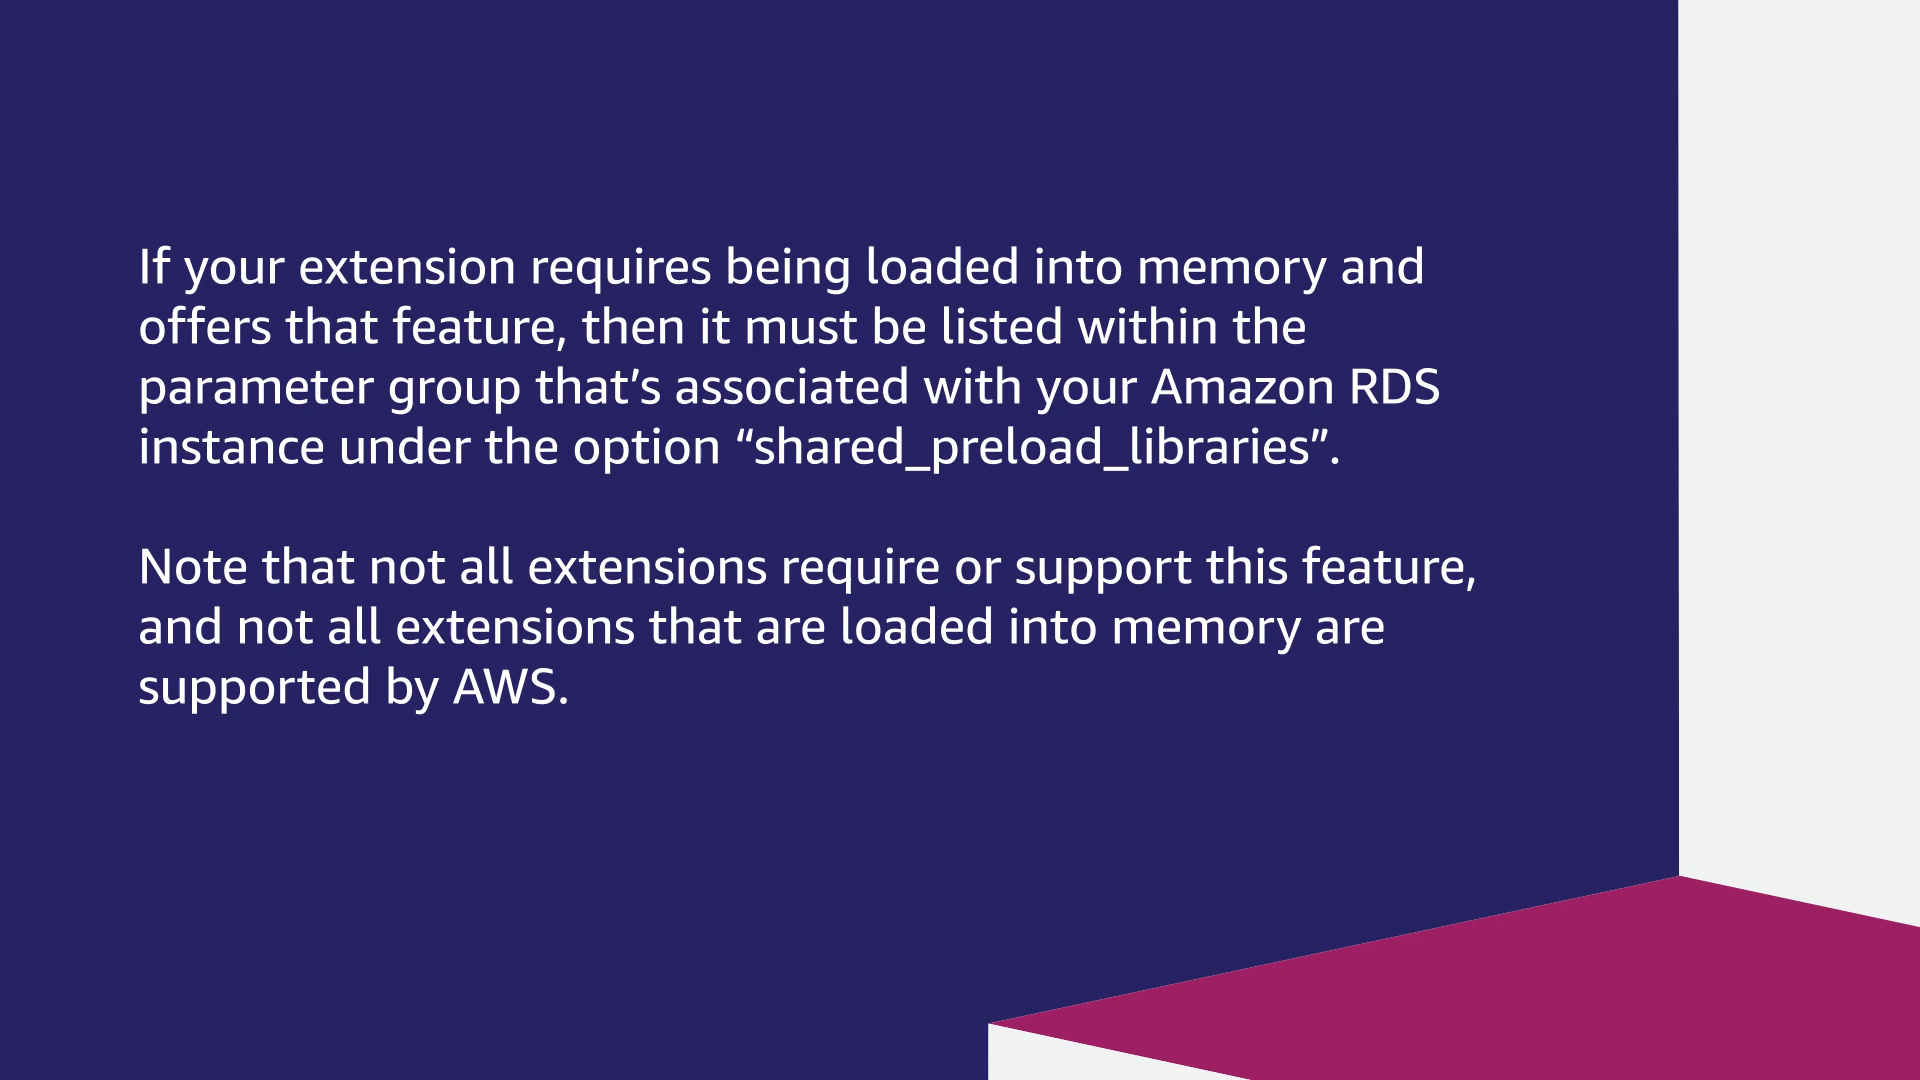 If your extension requires being loaded into memory and
offers that feature, then it must be listed within the
parameter group that’s associated with your Amazon RDS
instance under the option “shared_preload_libraries”.
Note that not all extensions require or support this feature,
and not all extensions that are loaded into memory are
supported by AWS.